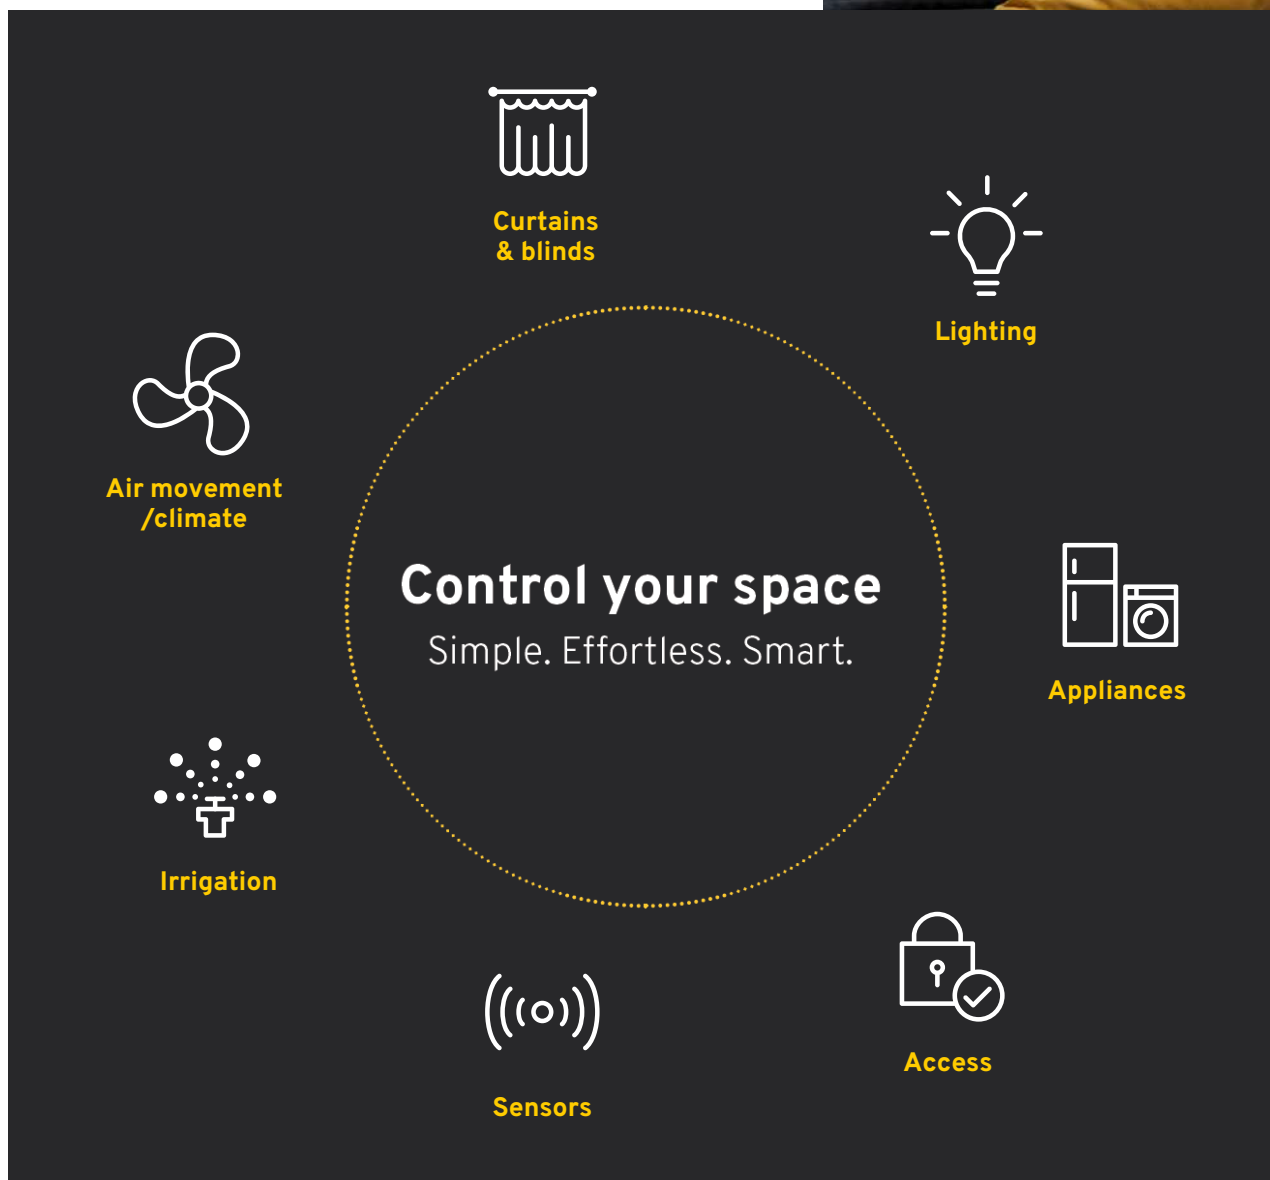 Curtains
& blinds
Lighting
Air movement
/climate
Control your space
Simple. Effortless. Smart.
Appliances
Irrigation
Access
Sensors